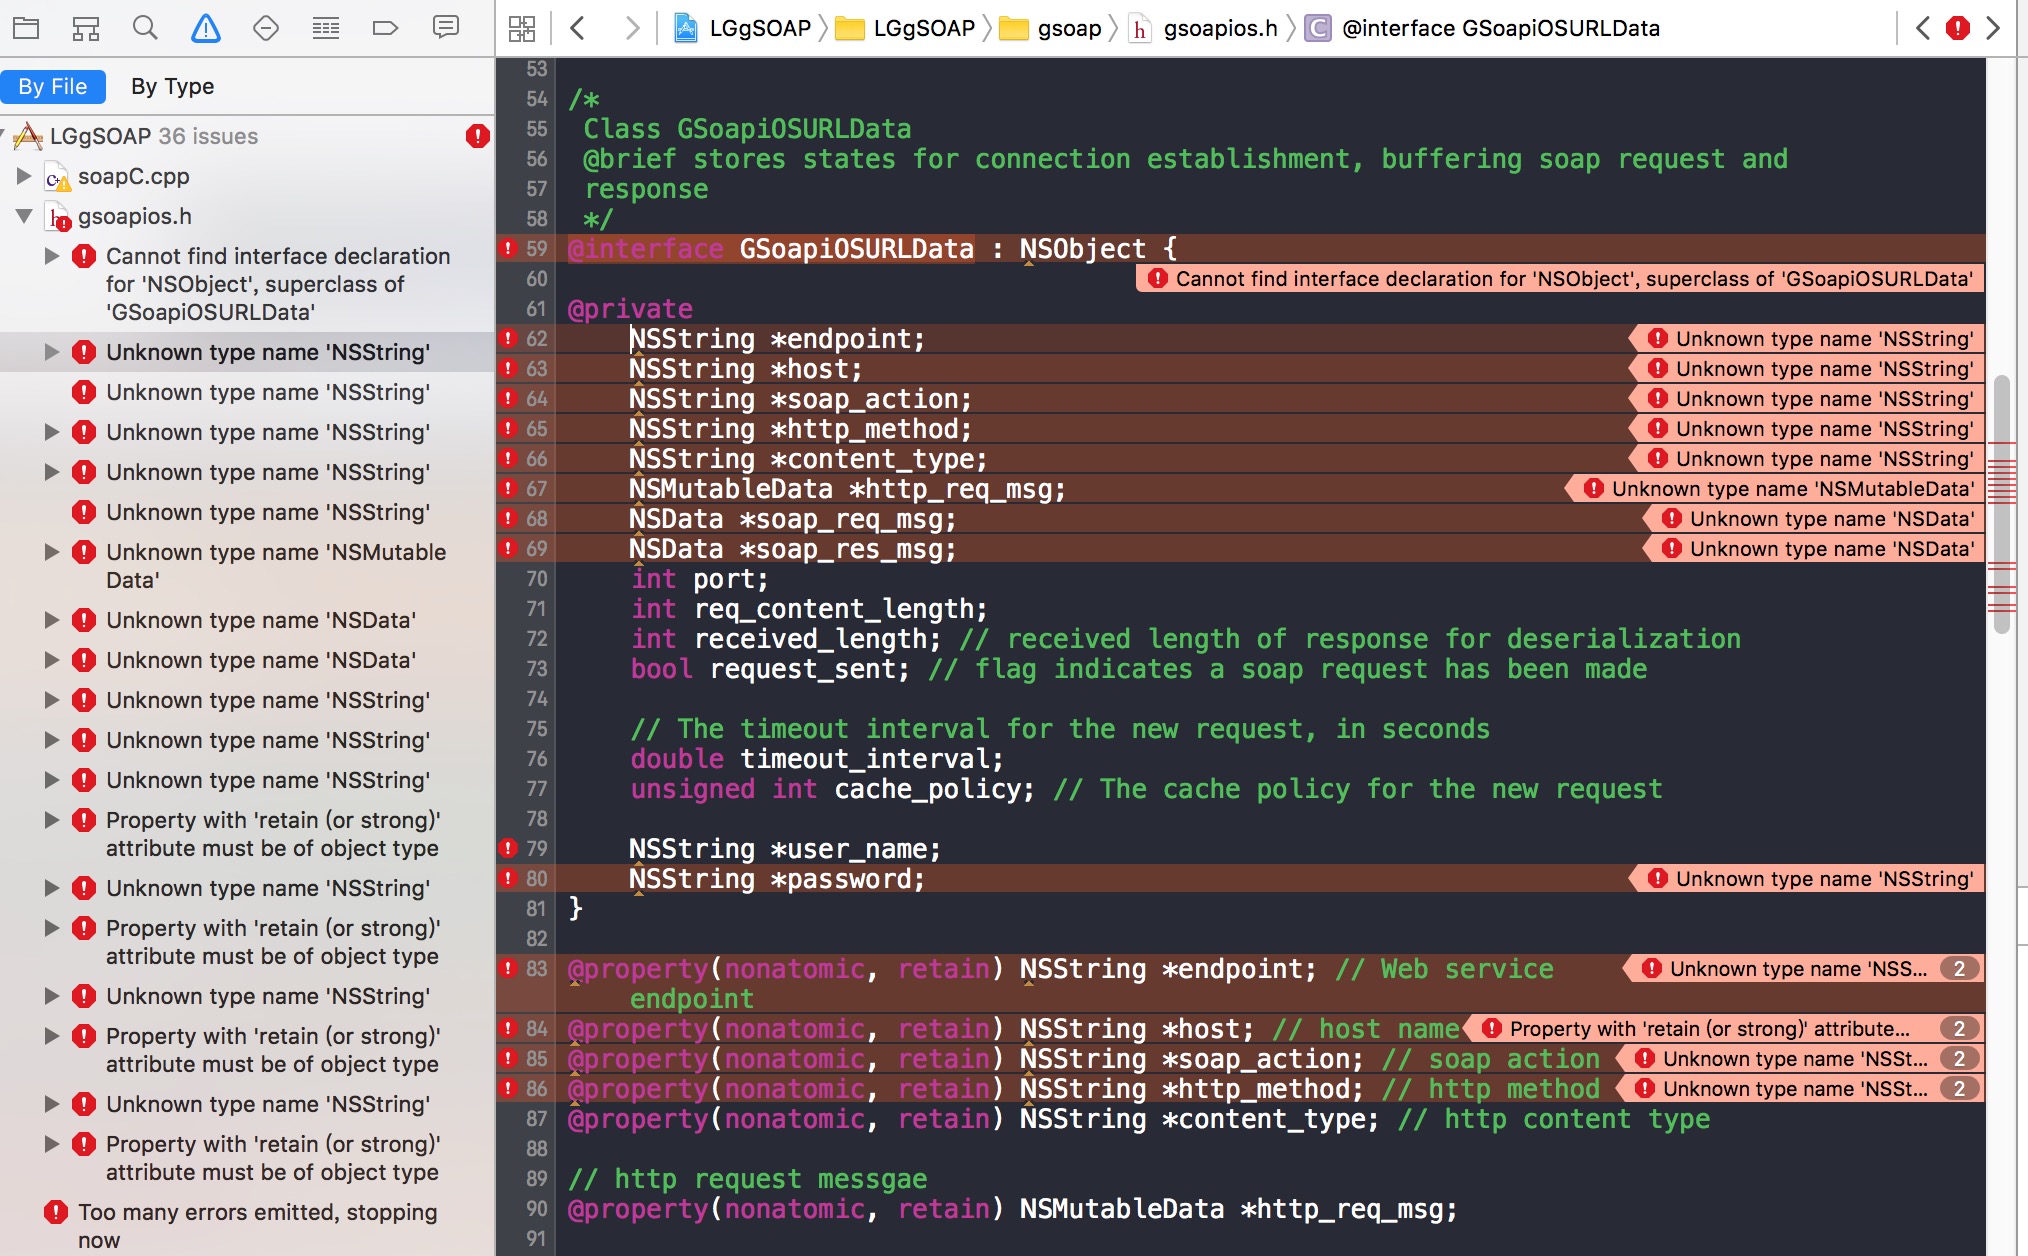 LGgSOAP
LGgSOAP
gsoap
h
gsoapios.h
C
@interface GSoapiOSURLData
By File
By Type
LGgSOAP 36 issues
C+
soapC.cpp
h
gsoapios.h
Cannot find interface declaration
for 'NSObject', superclass of
'GSoapiOSURLData'
Unknown type name 'NSString'
Unknown type name 'NSString'
Unknown type name 'NSString'
Unknown type name 'NSString'
Unknown type name 'NSString'
Unknown type name 'NSMutable
Data'
Unknown type name 'NSData'
Unknown type name 'NSData'
Unknown type name 'NSString'
Unknown type name 'NSString'
Unknown type name 'NSString'
Property with 'retain (or strong)'
attribute must be of object type
Unknown type name 'NSString'
Property with 'retain (or strong)'
attribute must be of object type
Unknown type name 'NSString'
Property with 'retain (or strong)'
attribute must be of object type
Unknown type name 'NSString'
Property with 'retain (or strong)'
attribute must be of object type
Too many errors emitted, stopping
now
53
54 /*
55 Class GSoapiOSURLData
56 @brief stores states for connection establishment, buffering soap request and
57 response
58 */
59 @interface GSoapiOSURLData : NSObject {
60 Cannot find interface declaration for 'NSObject', superclass of 'GSoapiOSURLData'
61 @private
62 NSString *endpoint; Unknown type name 'NSString'
63 NSString *host; Unknown type name 'NSString'
64 NSString *soap_action; Unknown type name 'NSString'
65 NSString *http_method; Unknown type name 'NSString'
66 NSString *content_type; Unknown type name 'NSString'
67 NSMutableData *http_req_msg; Unknown type name 'NSMutableData'
68 NSData *soap_req_msg; Unknown type name 'NSData'
69 NSData *soap_res_msg; Unknown type name 'NSData'
70 int port;
71 int req_content_length;
72 int received_length; // received length of response for deserialization
73 bool request_sent; // flag indicates a soap request has been made
74
75 // The timeout interval for the new request, in seconds
76 double timeout_interval;
77 unsigned int cache_policy; // The cache policy for the new request
78
79 NSString *user_name;
80 NSString *password; Unknown type name 'NSString'
81 }
82
83 @property(nonatomic, retain) NSString *endpoint; // Web service Unknown type name 'NSS... 2
endpoint
84 @property(nonatomic, retain) NSString *host; // host name Property with 'retain (or strong)' attribute... 2
85 @property(nonatomic, retain) NSString *soap_action; // soap action Unknown type name 'NSSt... 2
86 @property(nonatomic, retain) NSString *http_method; // http method Unknown type name 'NSSt... 2
87 @property(nonatomic, retain) NSString *content_type; // http content type
88
89 // http request messgae
90 @property(nonatomic, retain) NSMutableData *http_req_msg;
91